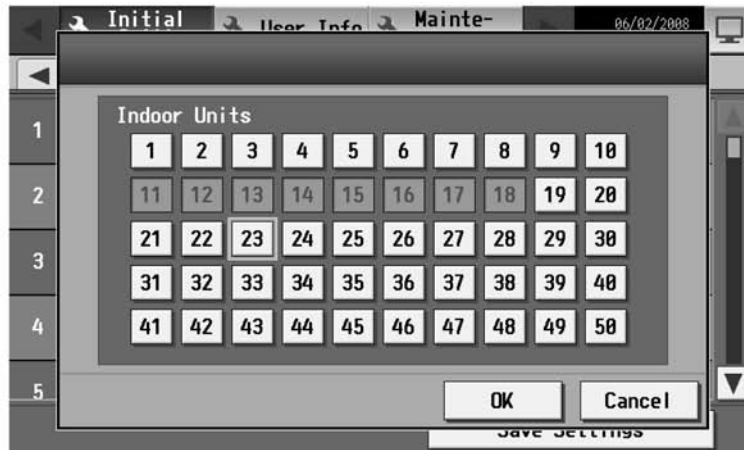 Initial
User Info
Mainte-
06/02/2008
Indoor Units
1 2 3 4 5 6 7 8 9 10
1
11 12 13 14 15 16 17 18 19 20
2
21 22 23 24 25 26 27 28 29 30
3
31 32 33 34 35 36 37 38 39 40
4
41 42 43 44 45 46 47 48 49 50
5
OK Cancel
Save Settings